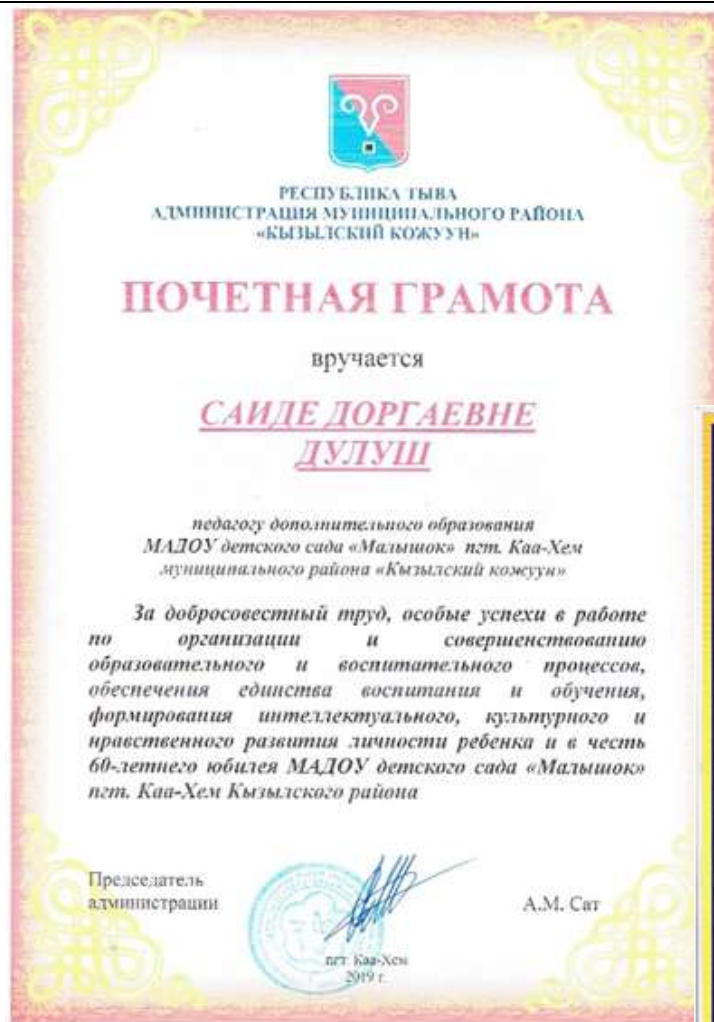 РЕСПУБЛИКА ТЫВА
АДМИНИСТРАЦИЯ МУНИЦИПАЛЬНОГО РАЙОНА
«КЫЗЫЛСКИЙ КОЖУУН»
ПОЧЕТНАЯ ГРАМОТА
вручается
САИДЕ ДОРГАЕВНЕ
ДУЛУШ
педагогу дополнительного образования
МАДОУ детского сада «Малышок» пгт. Каа-Хем
муниципального района «Кызылский кожуун»
За добросовестный труд, особые успехи в работе
по организации и совершенствованию
образовательного и воспитательного процессов,
обеспечения единства воспитания и обучения,
формирования интеллектуального, культурного и
нравственного развития личности ребенка и в честь
60-летнего юбилея МАДОУ детского сада «Малышок»
пгт. Каа-Хем Кызылского района
Председатель
администрации
А.М. Сат
пгт. Каа-Хем
2019 г.